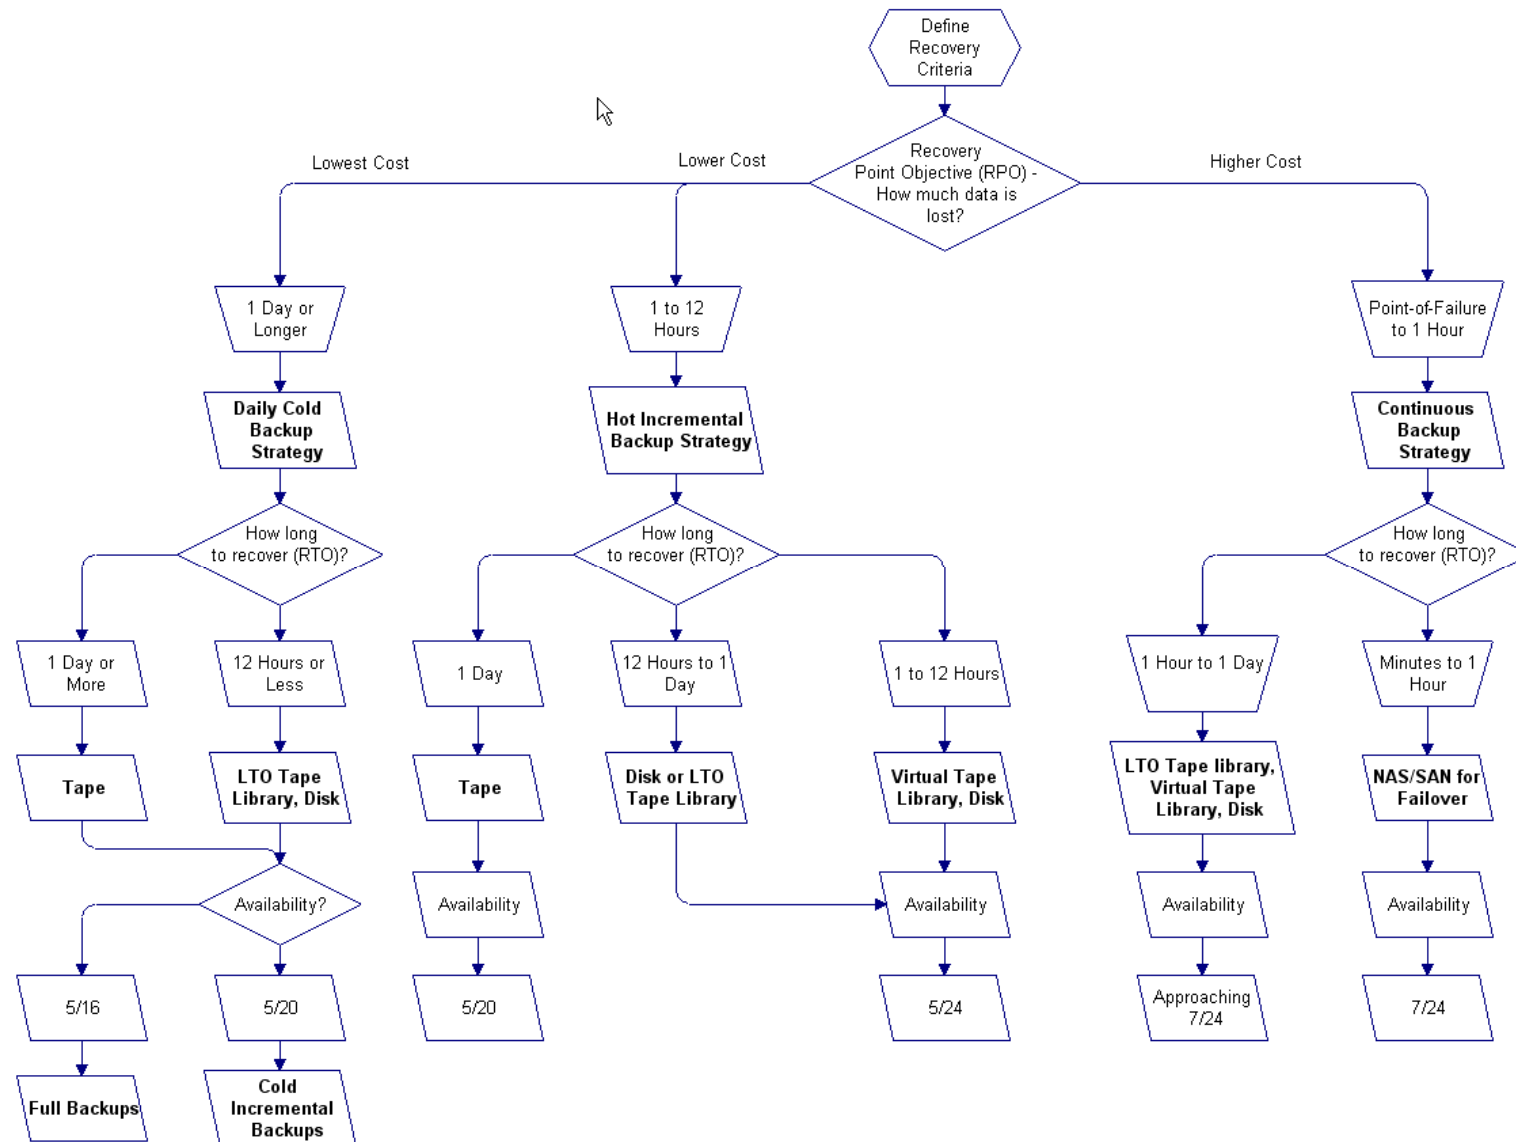 Define
Recovery
Criteria
Recovery
Point Objective (RPO) -
How much data is
lost?
Lowest Cost
Lower Cost
Higher Cost
1 Day or
Longer
1 to 12
Hours
Point-of-Failure
to 1 Hour
Daily Cold
Backup
Strategy
Hot Incremental
Backup Strategy
Continuous
Backup
Strategy
How long
to recover (RTO)?
How long
to recover (RTO)?
How long
to recover (RTO)?
1 Day or
More
12 Hours or
Less
1 Day
12 Hours to 1
Day
1 to 12 Hours
1 Hour to 1 Day
Minutes to 1
Hour
Tape
LTO Tape
Library, Disk
Tape
Disk or LTO
Tape Library
Virtual Tape
Library, Disk
LTO Tape library,
Virtual Tape
Library, Disk
NAS/SAN for
Failover
Availability?
Availability
Availability
Availability
Availability
5/16
5/20
5/20
5/24
Approaching
7/24
7/24
Full Backups
Cold
Incremental
Backups